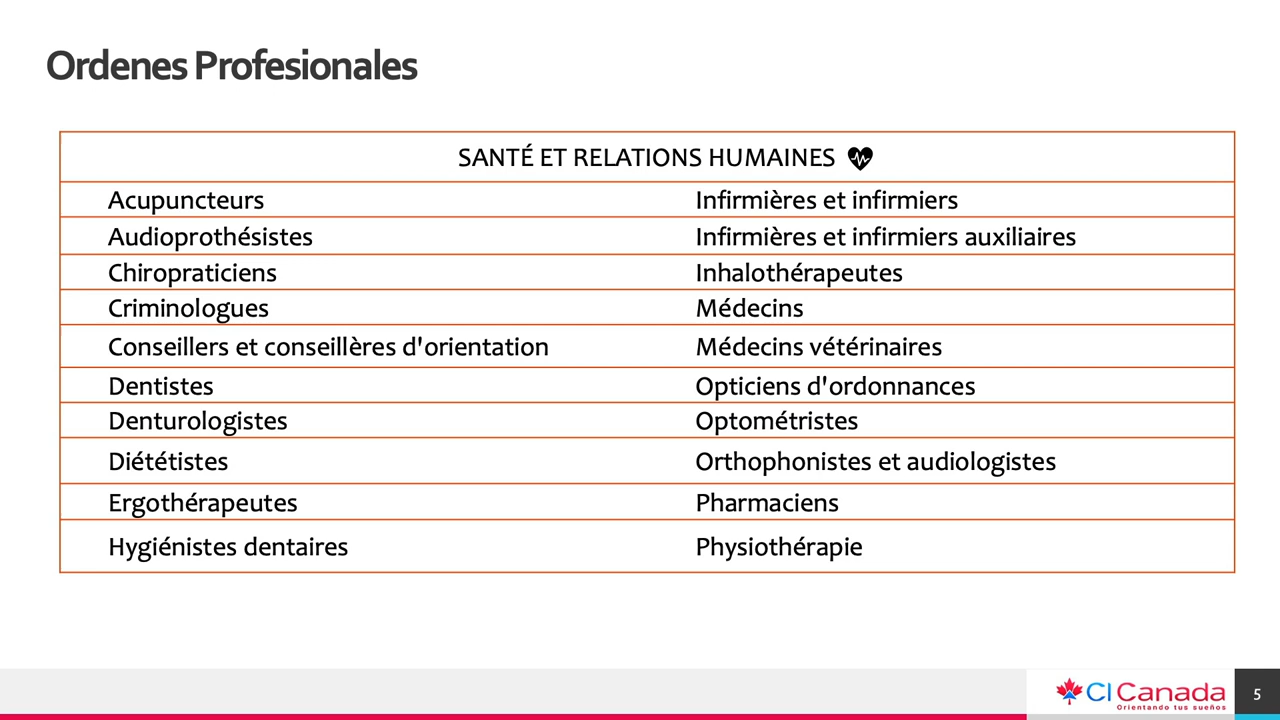 Ordenes Profesionales
SANTÉ ET RELATIONS HUMAINES
Acupuncteurs Infirmières et infirmiers
Audioprothésistes Infirmières et infirmiers auxiliaires
Chiropraticiens Inhalothérapeutes
Criminologues Médecins
Conseillers et conseillères d'orientation Médecins vétérinaires
Dentistes Opticiens d'ordonnances
Denturologistes Optométristes
Diététistes Orthophonistes et audiologistes
Ergothérapeutes Pharmaciens
Hygiénistes dentaires Physiothérapie
CI Canada
Orientando tus sueños
5